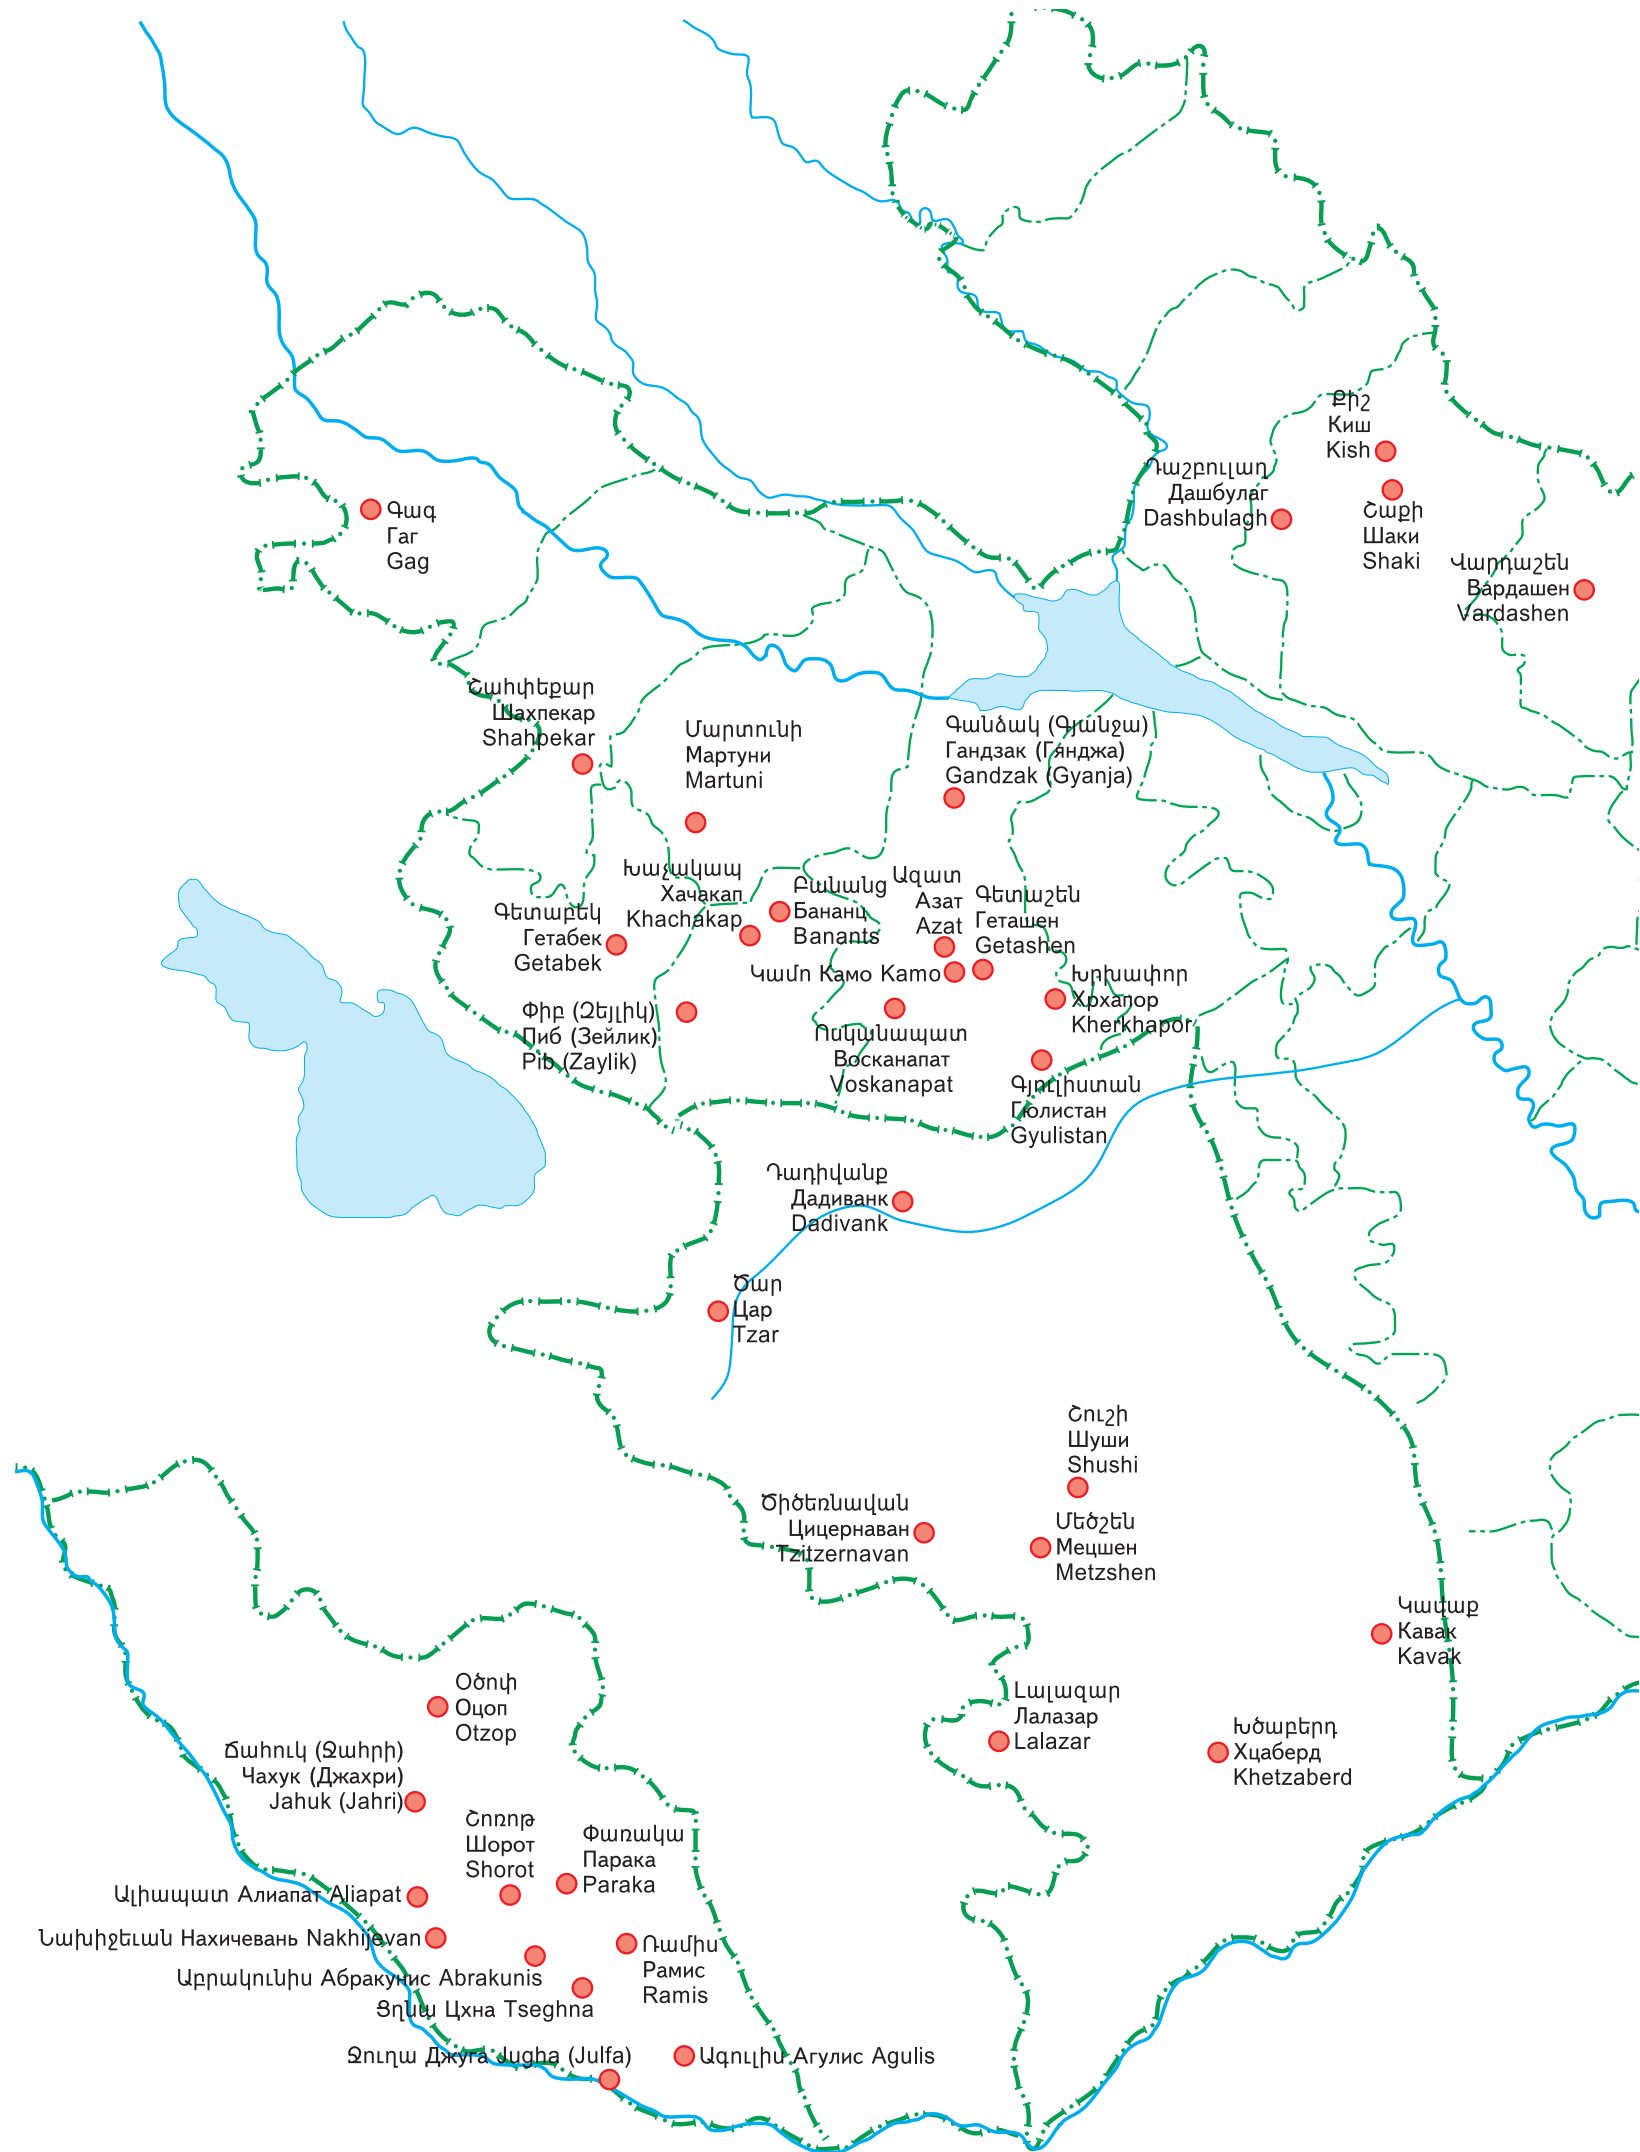 Քիշ
Киш
Kish
Դաշբուլաղ
Дашбулаг
Dashbulagh
Շաքի
Шаки
Shaki
Վարդաշեն
Вардашен
Vardashen
Գագ
Гаг
Gag
Շահփեքար
Шахпекар
Shahpekar
Մարտունի
Мартуни
Martuni
Գանձակ (Գյանջա)
Гандзак (Гянджа)
Gandzak (Gyanja)
Խաչակապ
Хачакап
Khachakap
Բանանց
Бананц
Banants
Ազատ
Азат
Azat
Գետաշեն
Геташен
Getashen
Գետաբեկ
Гетабек
Getabek
Կամո Камо Kamo
Խրխափոր
Хрхапор
Kherkhapor
Փիբ (Զեյլիկ)
Пиб (Зейлик)
Pib (Zaylik)
Ոսկանապատ
Восканапат
Voskanapat
Գյուլիստան
Гюлистан
Gyulistan
Դադիվանք
Дадиванк
Dadivank
Ծար
Цар
Tzar
Շուշի
Шуши
Shushi
Ծիծեռնավան
Цицернаван
Tzitzernavan
Մեծշեն
Мецшен
Metzshen
Կավաք
Кавак
Kavak
Օծոփ
Оцоп
Otzop
Լալազար
Лалазар
Lalazar
Խծաբերդ
Хцаберд
Khetzaberd
Ճահուկ (Ջահրի)
Чахук (Джахри)
Jahuk (Jahri)
Շոռոթ
Шорот
Shorot
Փառակա
Парака
Paraka
Ալիապատ Алиапат Aliapat
Նախիջեւան Нахичевань Nakhijevan
Ռամիս
Рамис
Ramis
Աբրակունիս Абракунис Abrakunis
Ցղնա Цхна Tseghna
Ջուղա Джуга Jugha (Julfa)
Ագուլիս Агулис Agulis